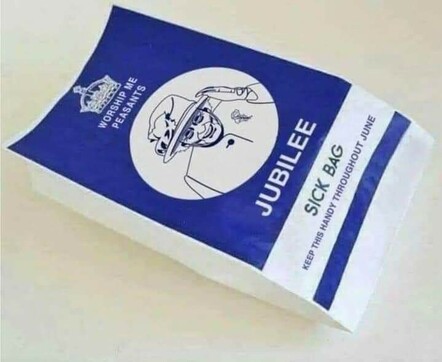 WORSHIP ME
PEASANTS
JUBILEE
SICK BAG
KEEP THIS HANDY THROUGHOUT JUNE